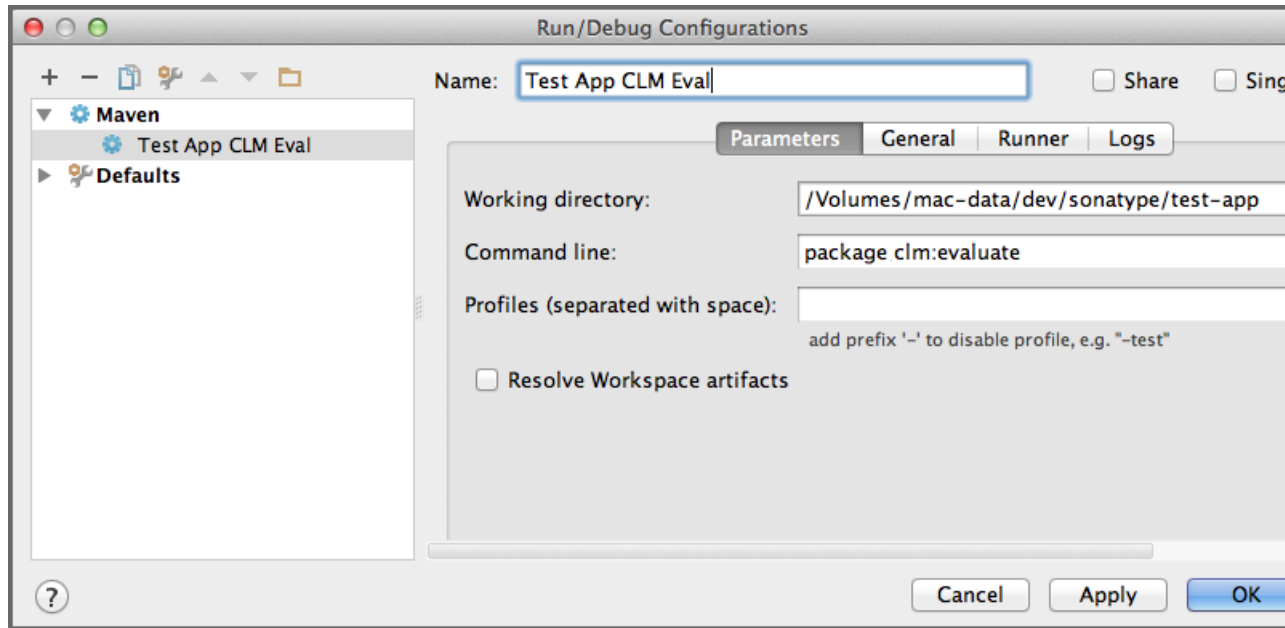 Run/Debug Configurations
Name: Test App CLM Eval Share Sing
Maven
Test App CLM Eval
Defaults
Parameters General Runner Logs
Working directory: /Volumes/mac-data/dev/sonatype/test-app
Command line: package clm:evaluate
Profiles (separated with space):
add prefix '-' to disable profile, e.g. "-test"
Resolve Workspace artifacts
? Cancel Apply OK